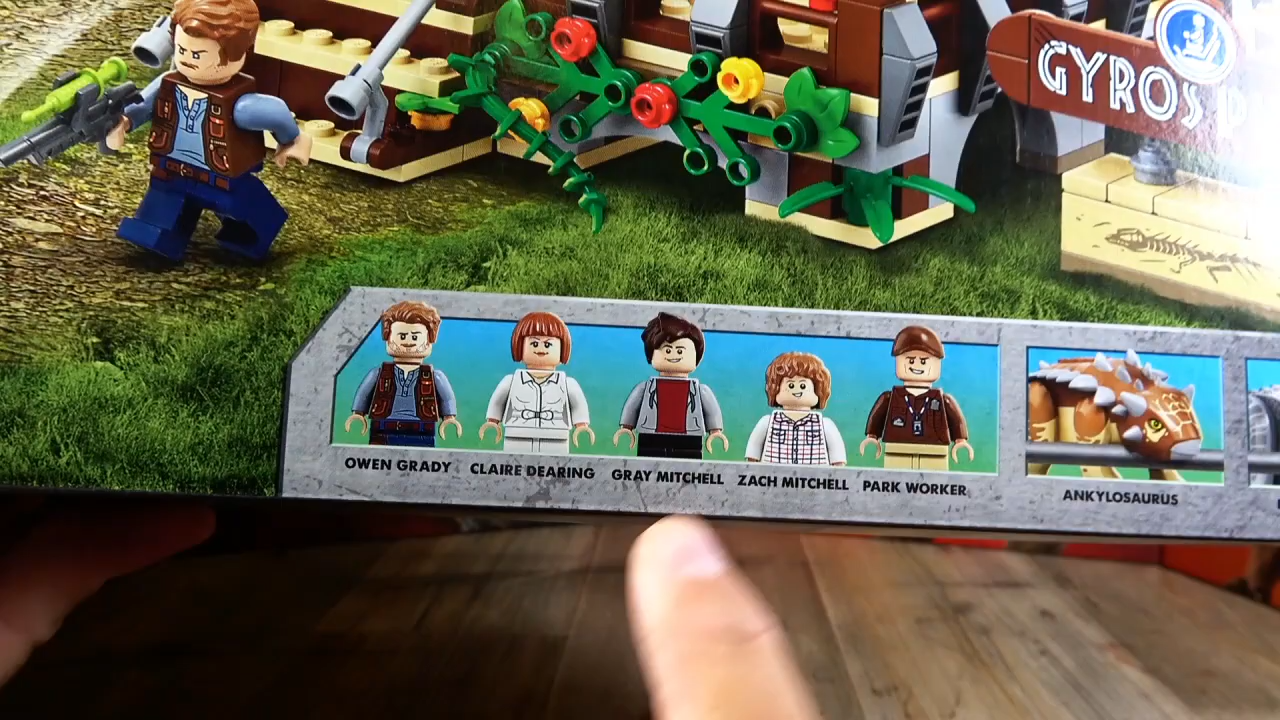 GYROS
OWEN GRADY
CLAIRE DEARING
GRAY MITCHELL
ZACH MITCHELL
PARK WORKER
ANKYLOSAURUS